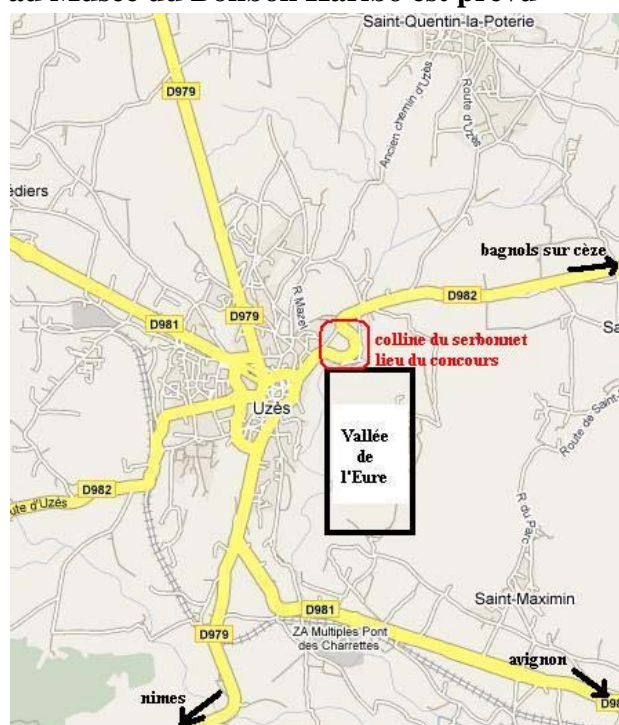 au Musée du Bonbon Haribo est prévu
Saint-Quentin-la-Poterie
D979
Ancien chemin d'Uzès
Route d'Uzès
édiers
bagnols sur cèze
D982
R Mazel
D979
D981
colline du serbonnet
lieu du concours
Sa
Uzès
Vallée
de
l'Eure
Route de Saint-
D982
ute d'Uzès
R du Parc
Saint-Maximin
D981
D979
ZA Multiples Pont
des Charrettes
avignon
nimes
D98